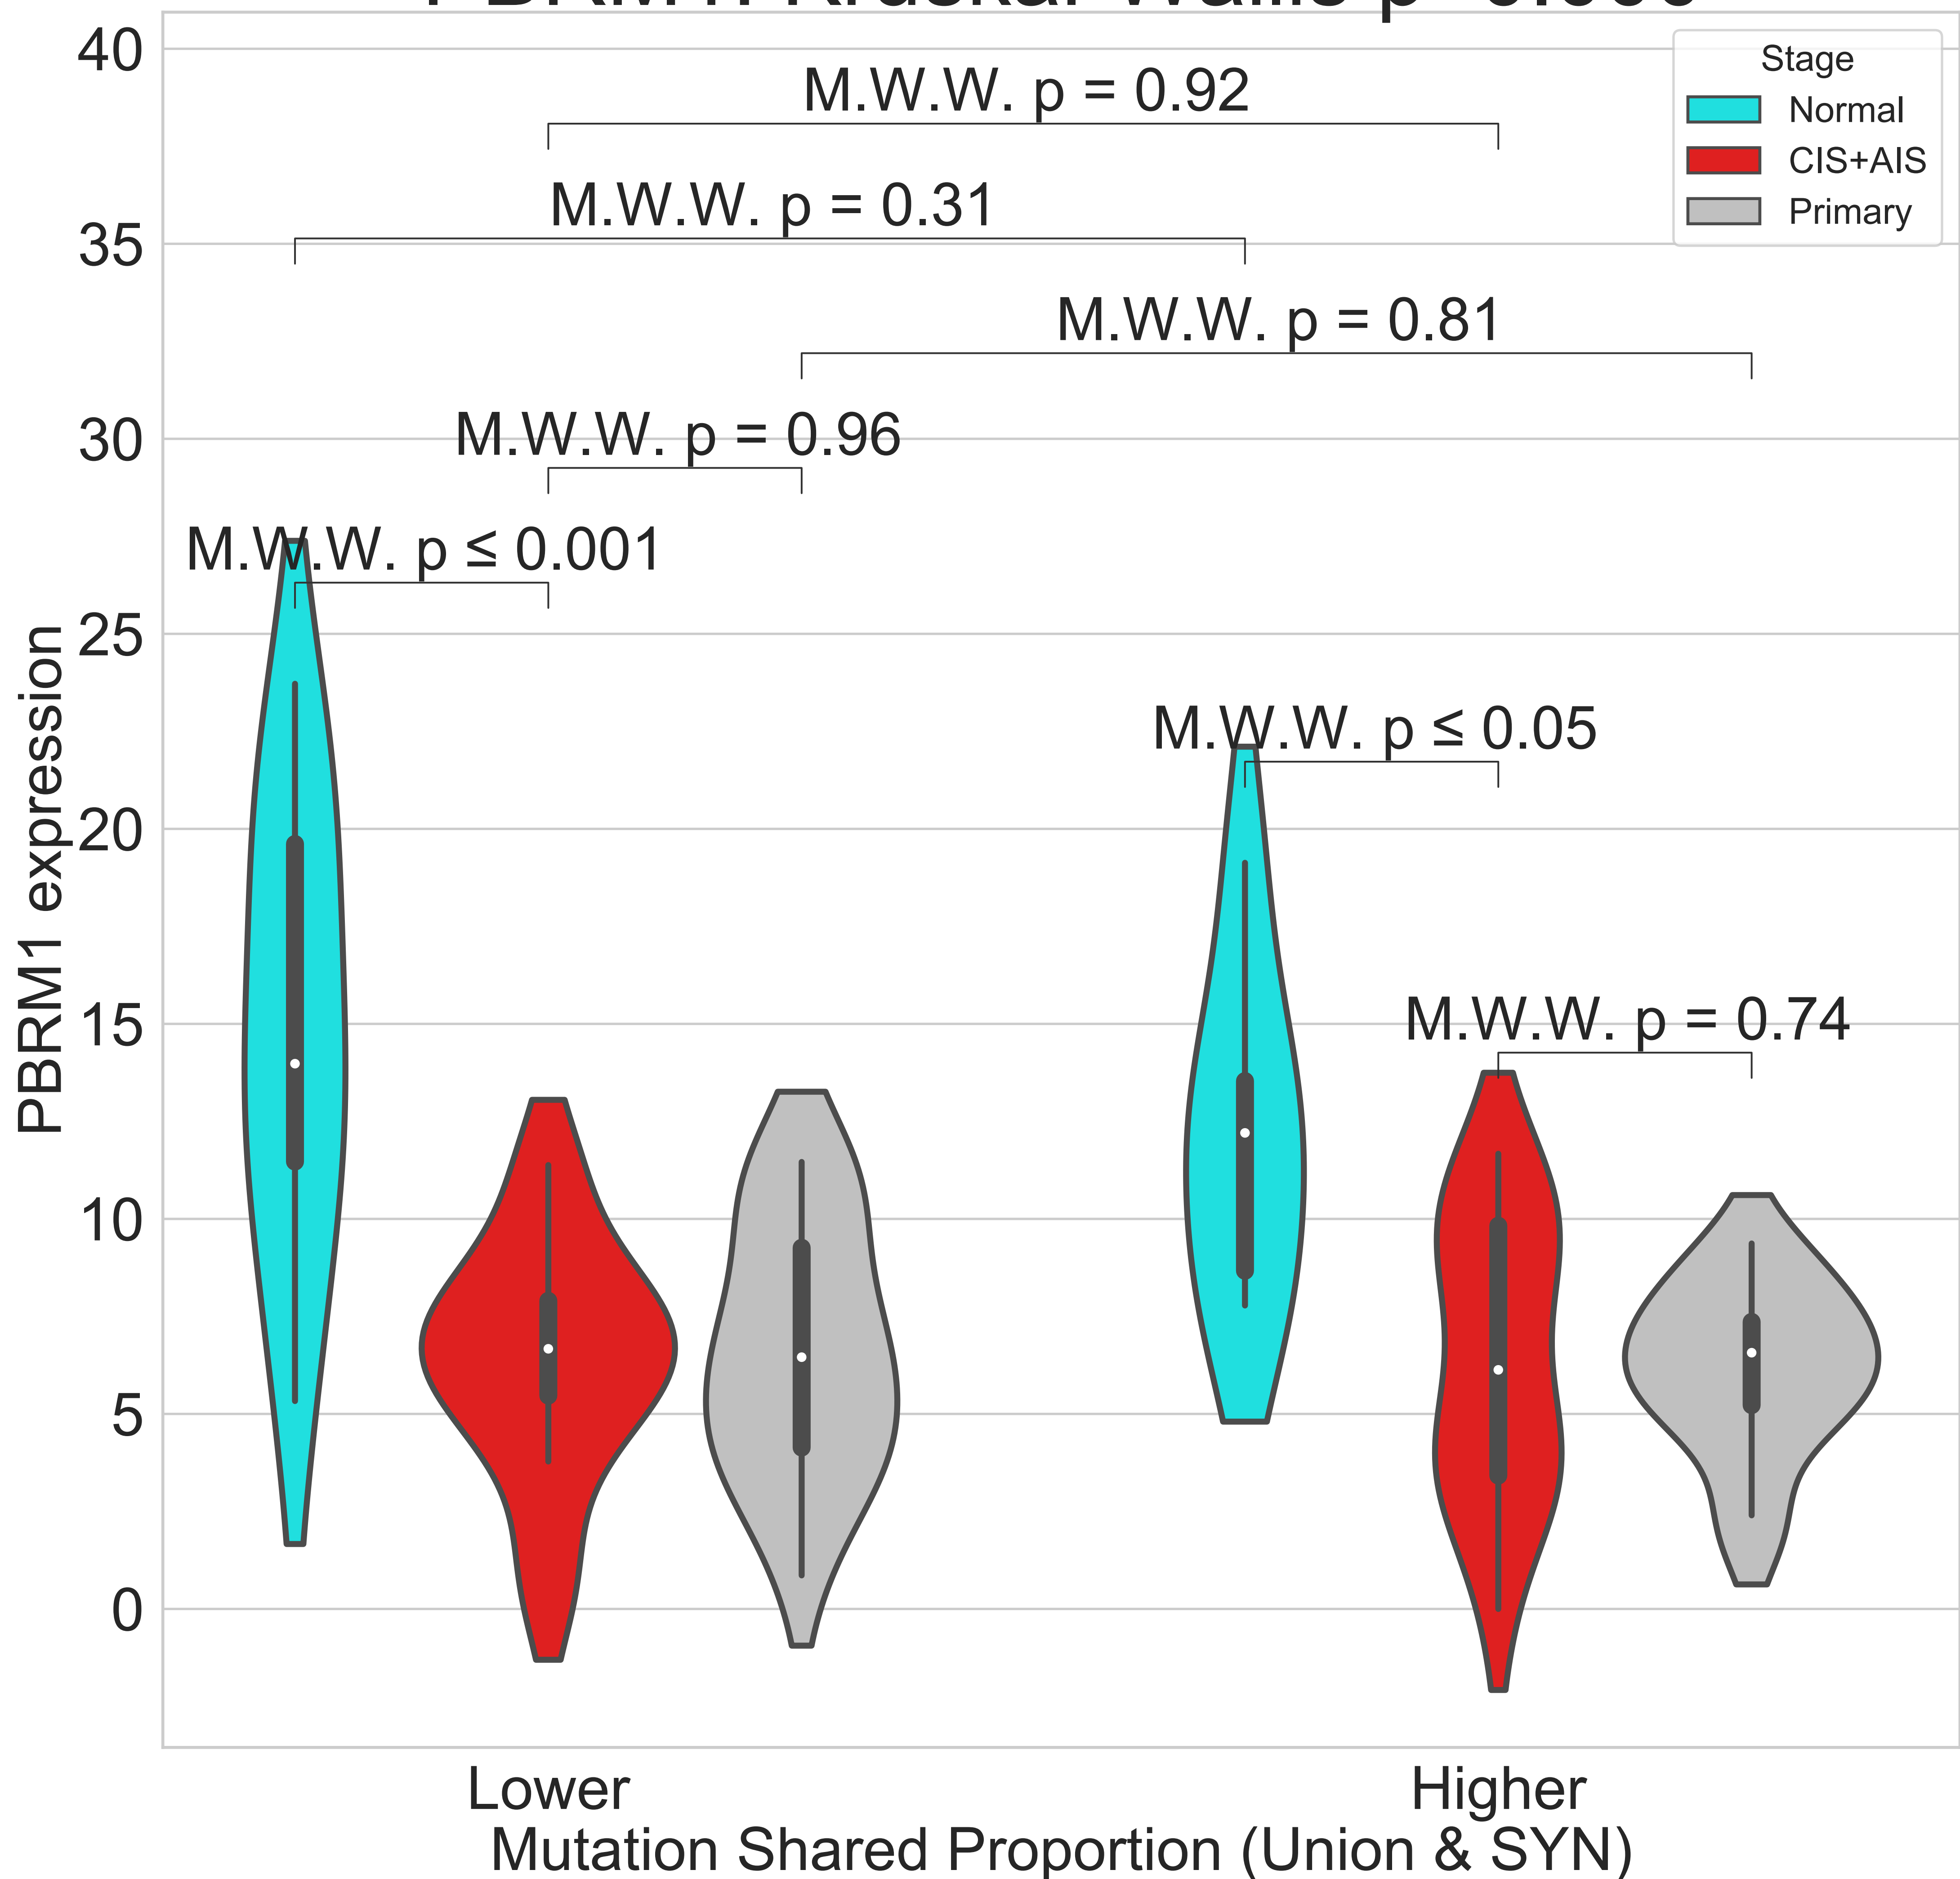 40
35
30
25
20
15
10
5
0
PBRM1 expression
M.W.W. p = 0.92
M.W.W. p = 0.31
M.W.W. p = 0.81
M.W.W. p = 0.96
M.W.W. p ≤ 0.001
M.W.W. p ≤ 0.05
M.W.W. p = 0.74
Stage
Normal
CIS+AIS
Primary
Lower
Higher
Mutation Shared Proportion (Union & SYN)